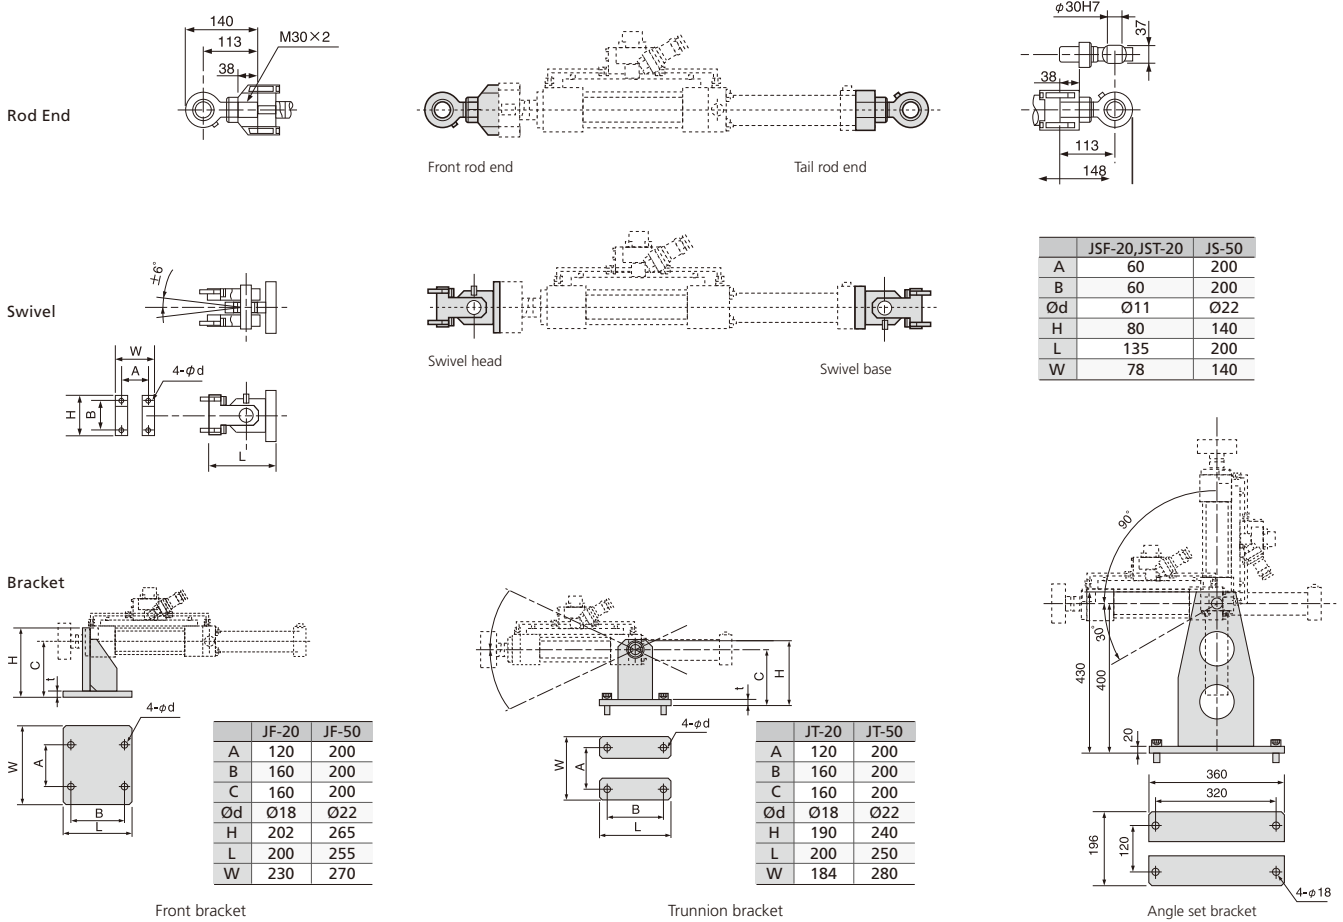 Rod End
140
113
38
M30×2
Front rod end
Tail rod end
φ30H7
37
38
113
148
Swivel
±6°
W
A
4-φd
H
B
L
Swivel head
Swivel base
JSF-20,JST-20 JS-50
A 60 200
B 60 200
Ød Ø11 Ø22
H 80 140
L 135 200
W 78 140
Bracket
H
C
t
4-φd
W
A
B
L
JF-20 JF-50
A 120 200
B 160 200
C 160 200
Ød Ø18 Ø22
H 202 265
L 200 255
W 230 270
Front bracket
t
C
H
4-φd
W
A
B
L
JT-20 JT-50
A 120 200
B 160 200
C 160 200
Ød Ø18 Ø22
H 190 240
L 200 250
W 184 280
Trunnion bracket
90°
30°
430
400
20
360
320
196
120
4-φ18
Angle set bracket